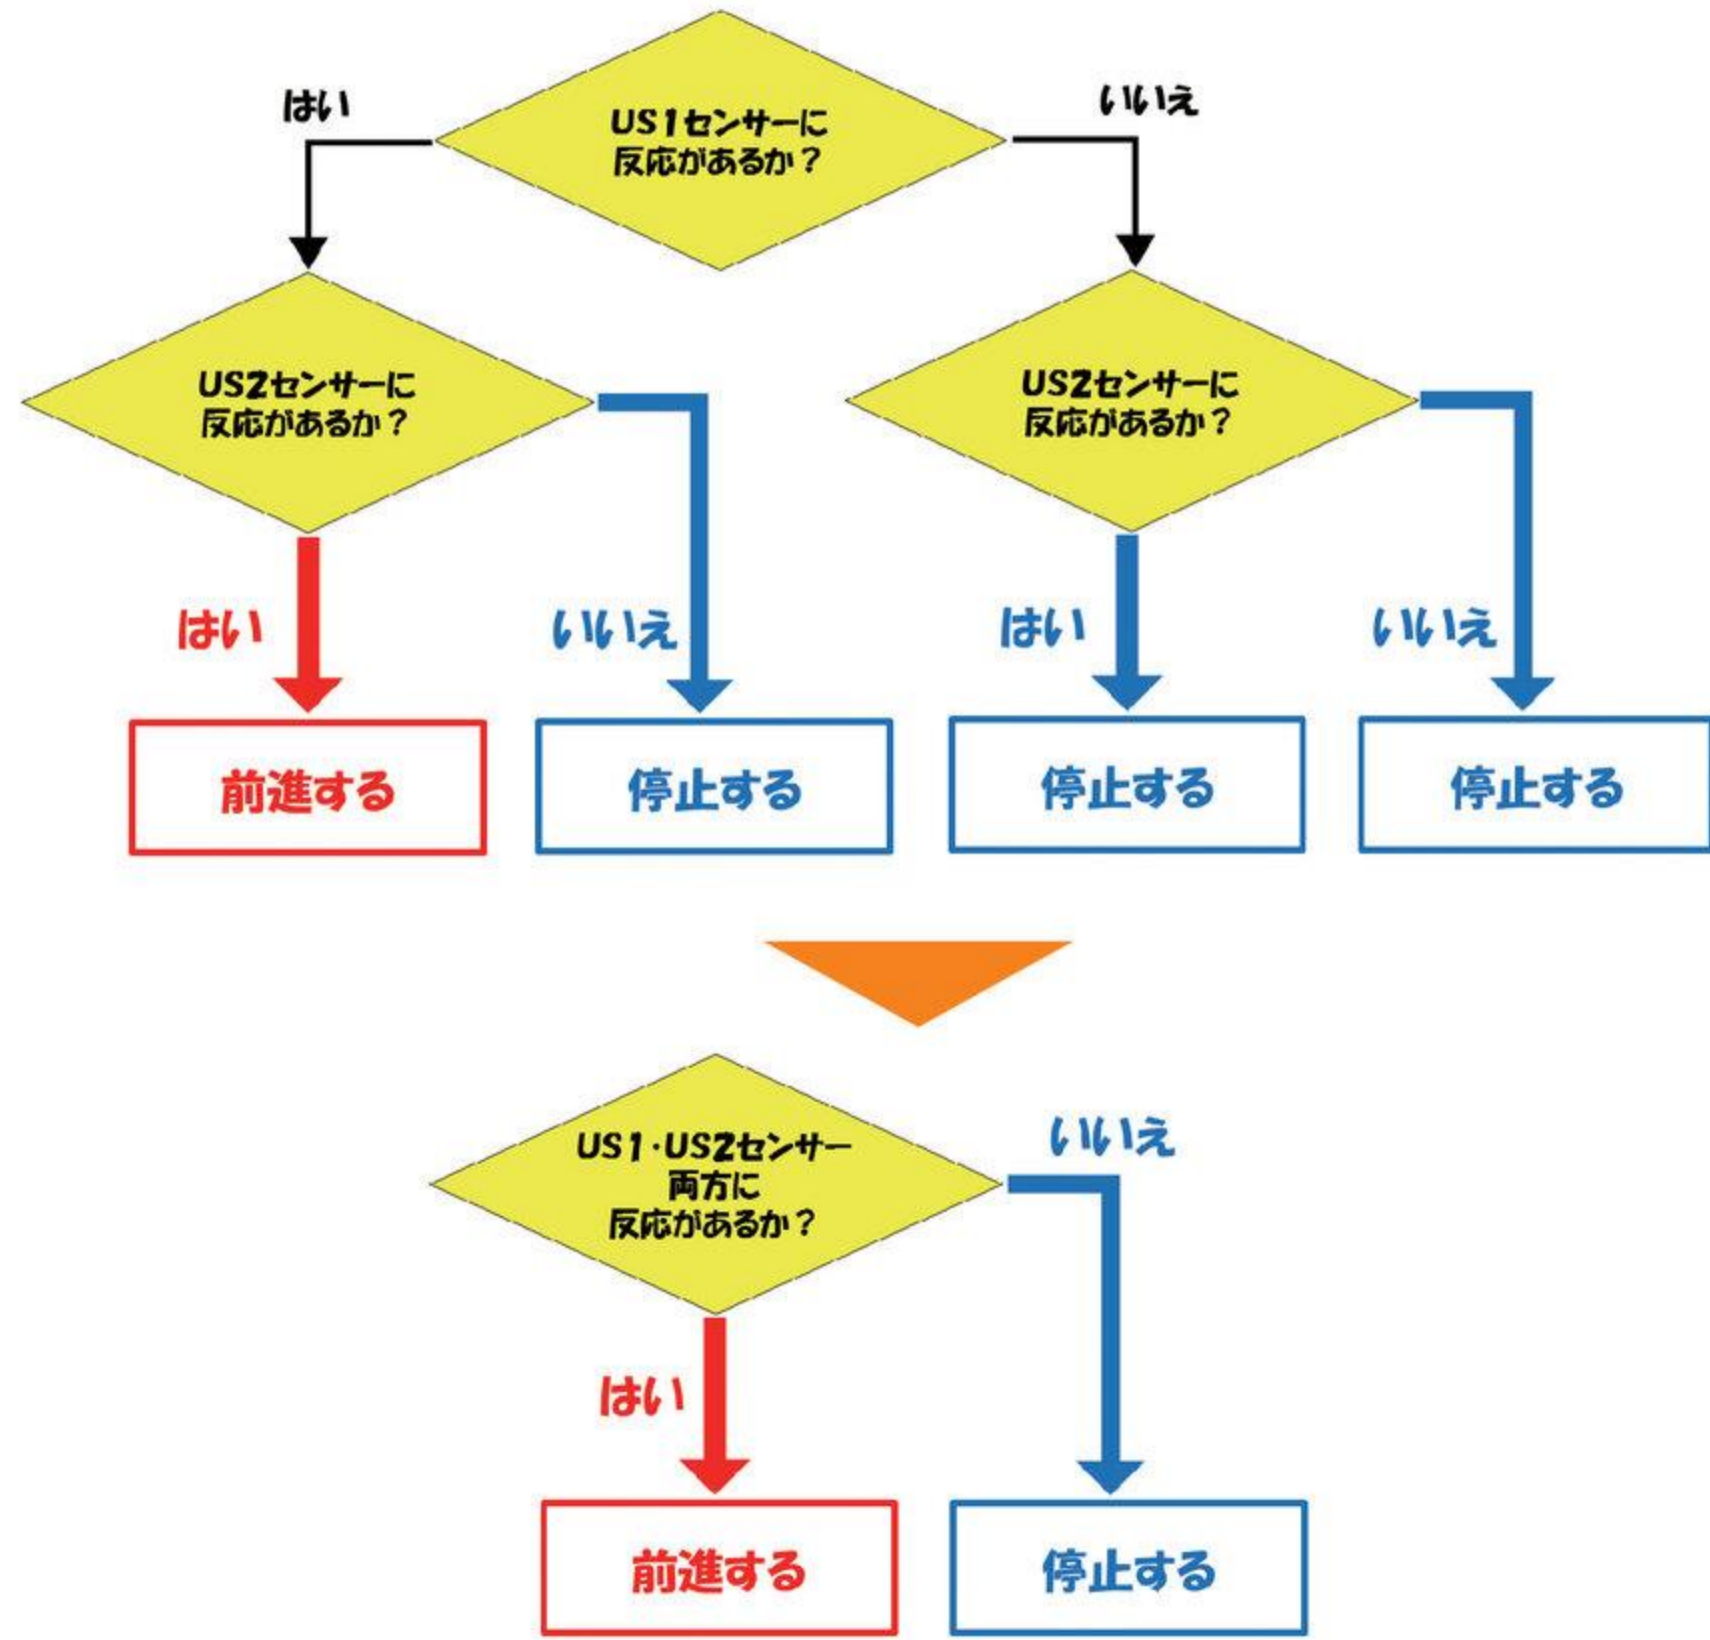 はい
US1センサーに
反応があるか？
いいえ
US2センサーに
反応があるか？
US2センサーに
反応があるか？
はい
いいえ
はい
いいえ
前進する
停止する
停止する
停止する
US1・US2センサー
両方に
反応があるか？
いいえ
はい
前進する
停止する